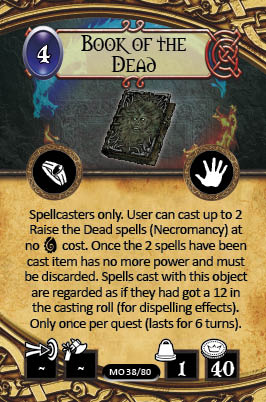 4
BOOK OF THE
DEAD
Spellcasters only. User can cast up to 2
Raise the Dead spells (Necromancy) at
no cost. Once the 2 spells have been
cast item has no more power and must
be discarded. Spells cast with this object
are regarded as if they had got a 12 in
the casting roll (for dispelling effects).
Only once per quest (lasts for 6 turns).
~ ~ MO 38/80 1 40